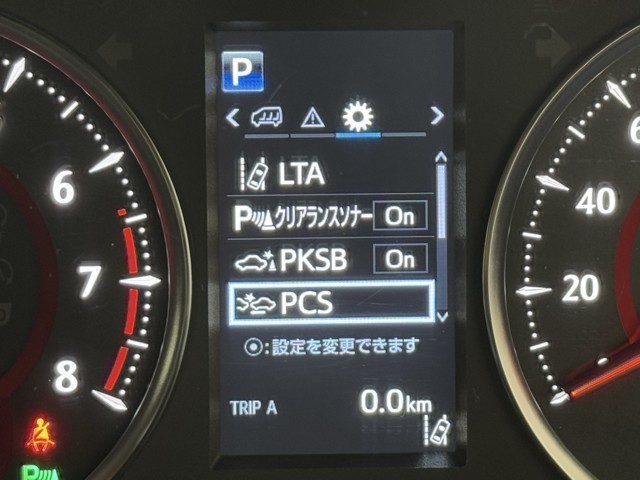 P
LTA
Pクリアランスソナー On
PKSB On
PCS
:設定を変更できます
TRIP A 0.0km
6
7
8
40
20
P